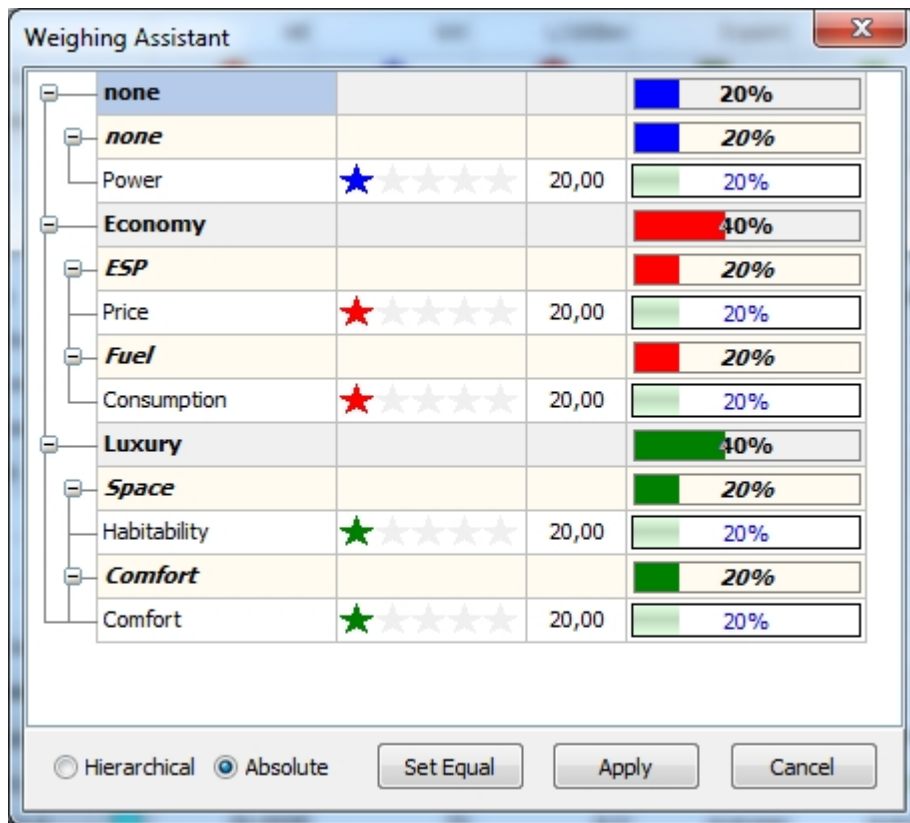 Weighing Assistant
none 20%
none 20%
Power 20,00 20%
Economy 40%
ESP 20%
Price 20,00 20%
Fuel 20%
Consumption 20,00 20%
Luxury 40%
Space 20%
Habitability 20,00 20%
Comfort 20%
Comfort 20,00 20%
Hierarchical Absolute Set Equal Apply Cancel